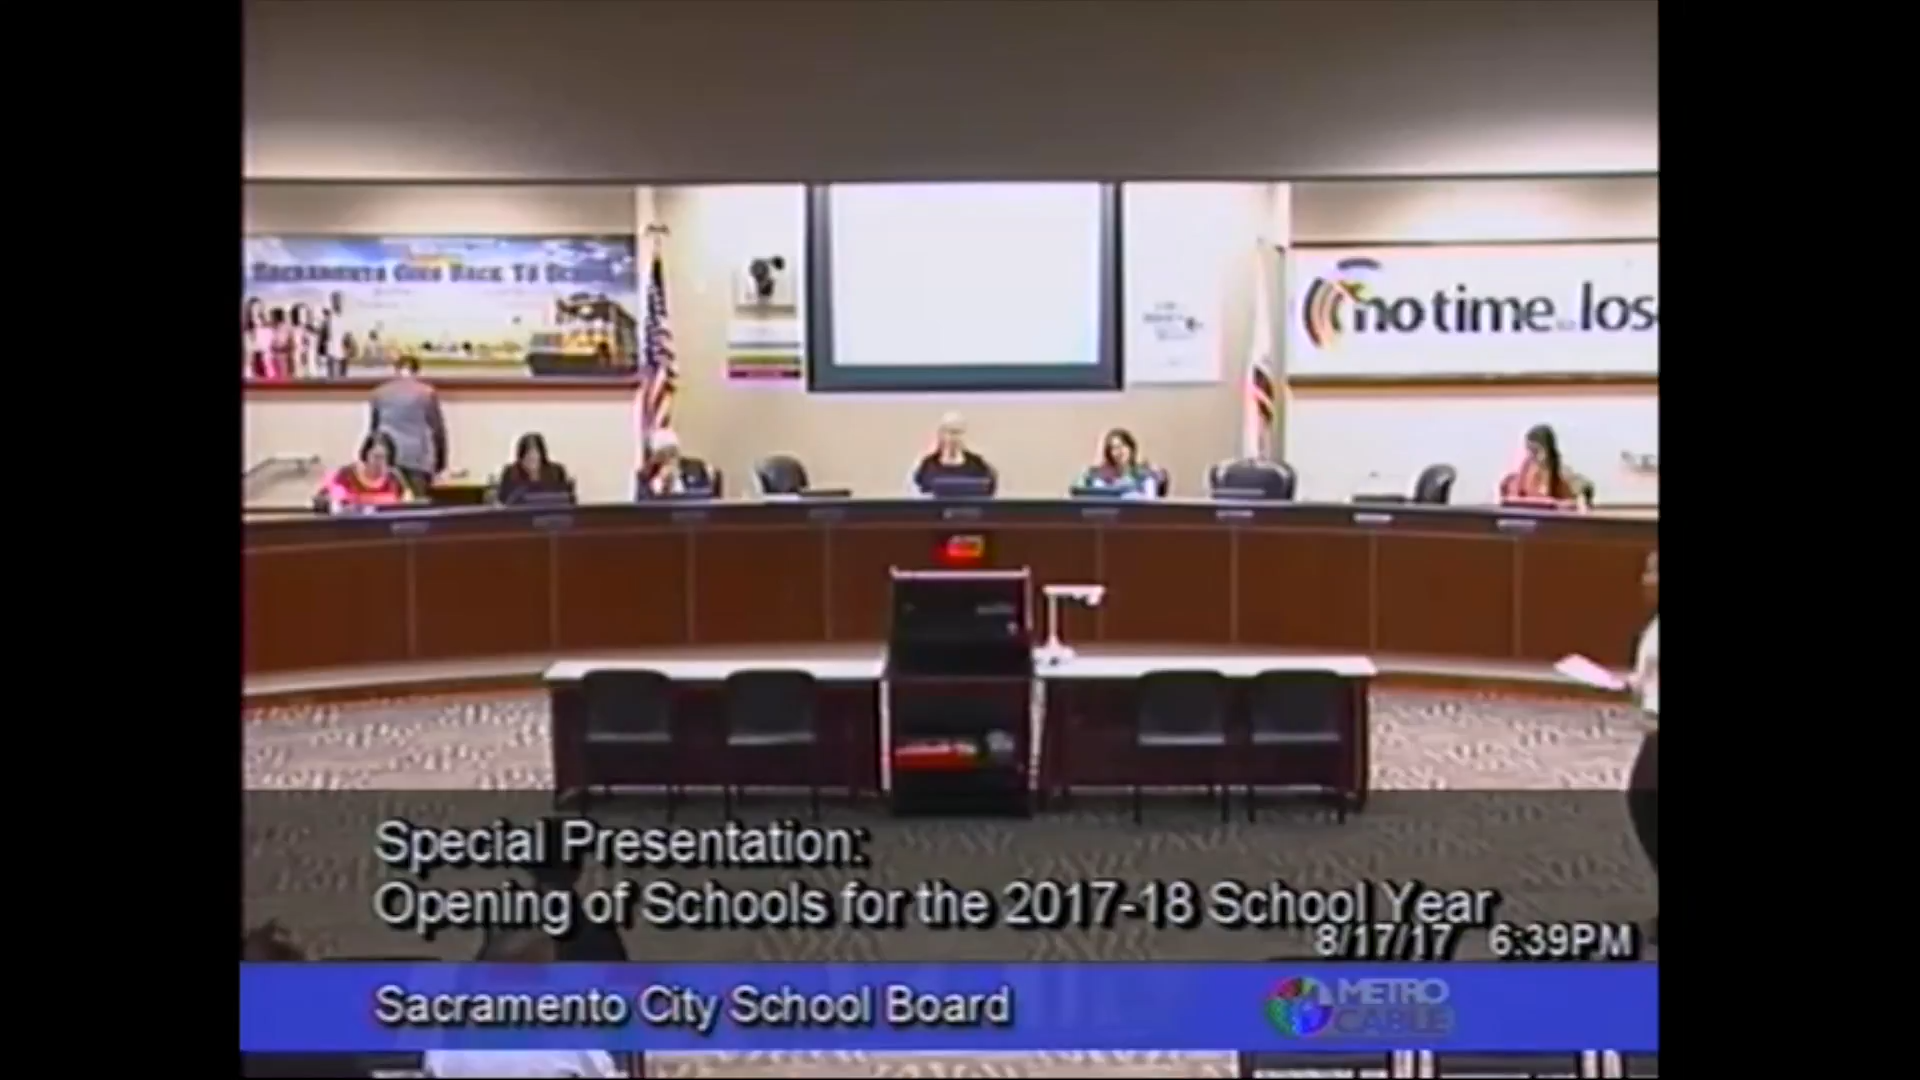 Sacramento Goes Back To School
no time to lose
Special Presentation:
Opening of Schools for the 2017-18 School Year
8/17/17 6:39PM
Sacramento City School Board
METRO
CABLE